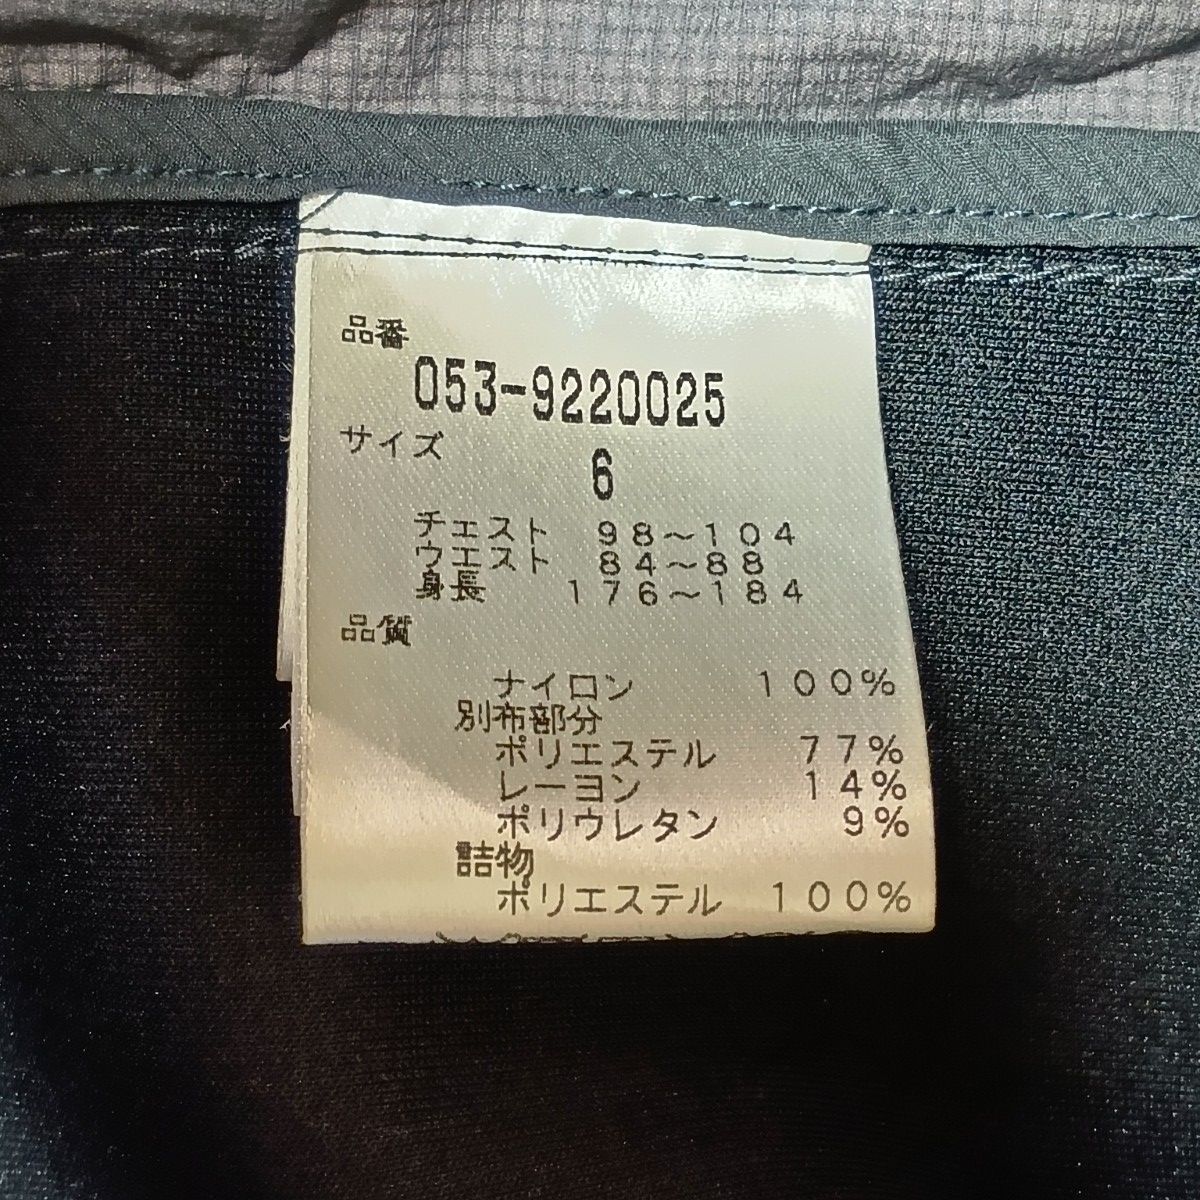 品番
053-9220025
サイズ
6
チェスト 98～104
ウエスト 84～88
身長 176～184
品質
ナイロン 100%
別布部分
ポリエステル 77%
レーヨン 14%
ポリウレタン 9%
詰物
ポリエステル 100%